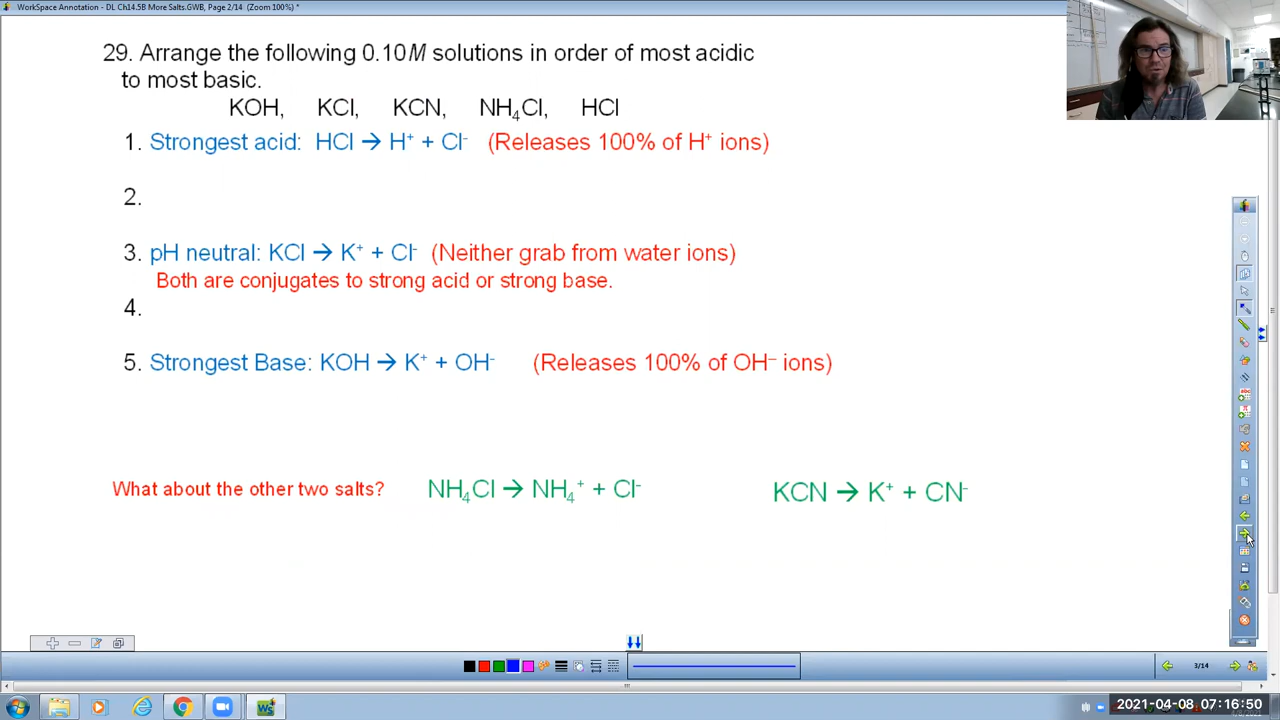 WorkSpace Annotation - DL Ch14.5B More Salts.GWB, Page 2/14 (Zoom 100%) *
29. Arrange the following 0.10M solutions in order of most acidic
to most basic.
KOH, KCl, KCN, NH₄Cl, HCl
1. Strongest acid: HCl → H⁺ + Cl⁻ (Releases 100% of H⁺ ions)
2.
3. pH neutral: KCl → K⁺ + Cl⁻ (Neither grab from water ions)
Both are conjugates to strong acid or strong base.
4.
5. Strongest Base: KOH → K⁺ + OH⁻ (Releases 100% of OH⁻ ions)
What about the other two salts? NH₄Cl → NH₄⁺ + Cl⁻ KCN → K⁺ + CN⁻
3/14
2021-04-08 07:16:50